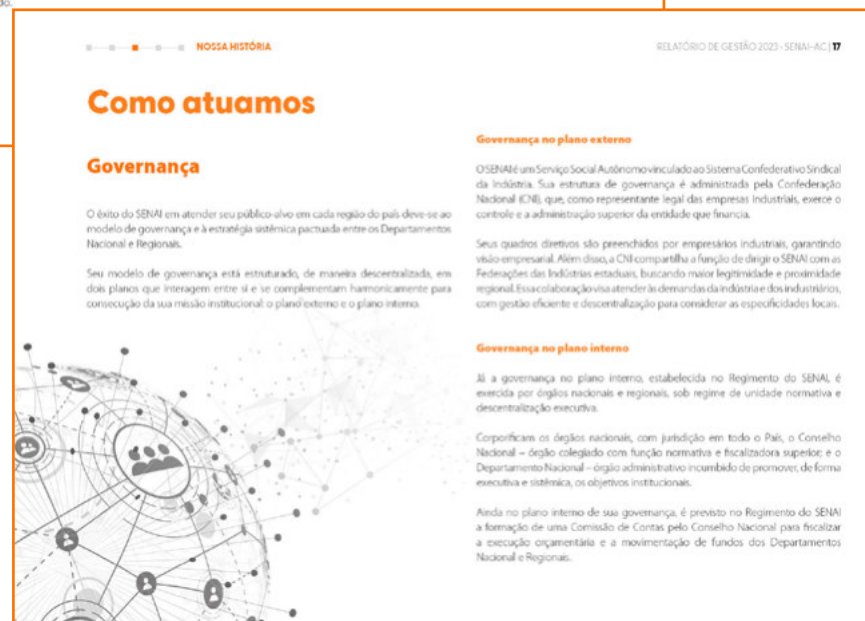 do.
NOSSA HISTÓRIA
RELATÓRIO DE GESTÃO 2023 - SENAI-AC | 17
Como atuamos
Governança
O êxito do SENAI em atender seu público-alvo em cada região do país deve-se ao
modelo de governança e à estratégia sistêmica pactuada entre os Departamentos
Nacional e Regionais.
Seu modelo de governança está estruturado, de maneira descentralizada, em
dois planos que interagem entre si e se complementam harmonicamente para
consecução da sua missão institucional: o plano externo e o plano interno.
Governança no plano externo
O SENAI é um Serviço Social Autônomo vinculado ao Sistema Confederativo Sindical
da Indústria. Sua estrutura de governança é administrada pela Confederação
Nacional (CNI), que, como representante legal das empresas industriais, exerce o
controle e a administração superior da entidade que financia.
Seus quadros diretivos são preenchidos por empresários industriais, garantindo
visão empresarial. Além disso, a CNI compartilha a função de dirigir o SENAI com as
Federações das Indústrias estaduais, buscando maior legitimidade e proximidade
regional. Essa colaboração visa atender às demandas da indústria e dos industriários,
com gestão eficiente e descentralização para considerar as especificidades locais.
Governança no plano interno
Já a governança no plano interno, estabelecida no Regimento do SENAI, é
exercida por órgãos nacionais e regionais, sob regime de unidade normativa e
descentralização executiva.
Corporificam os órgãos nacionais, com jurisdição em todo o País, o Conselho
Nacional – órgão colegiado com função normativa e fiscalizadora superior; e o
Departamento Nacional – órgão administrativo incumbido de promover, de forma
executiva e sistêmica, os objetivos institucionais.
Ainda no plano interno de sua governança, é previsto no Regimento do SENAI
a formação de uma Comissão de Contas pelo Conselho Nacional para fiscalizar
a execução orçamentária e a movimentação de fundos dos Departamentos
Nacional e Regionais.